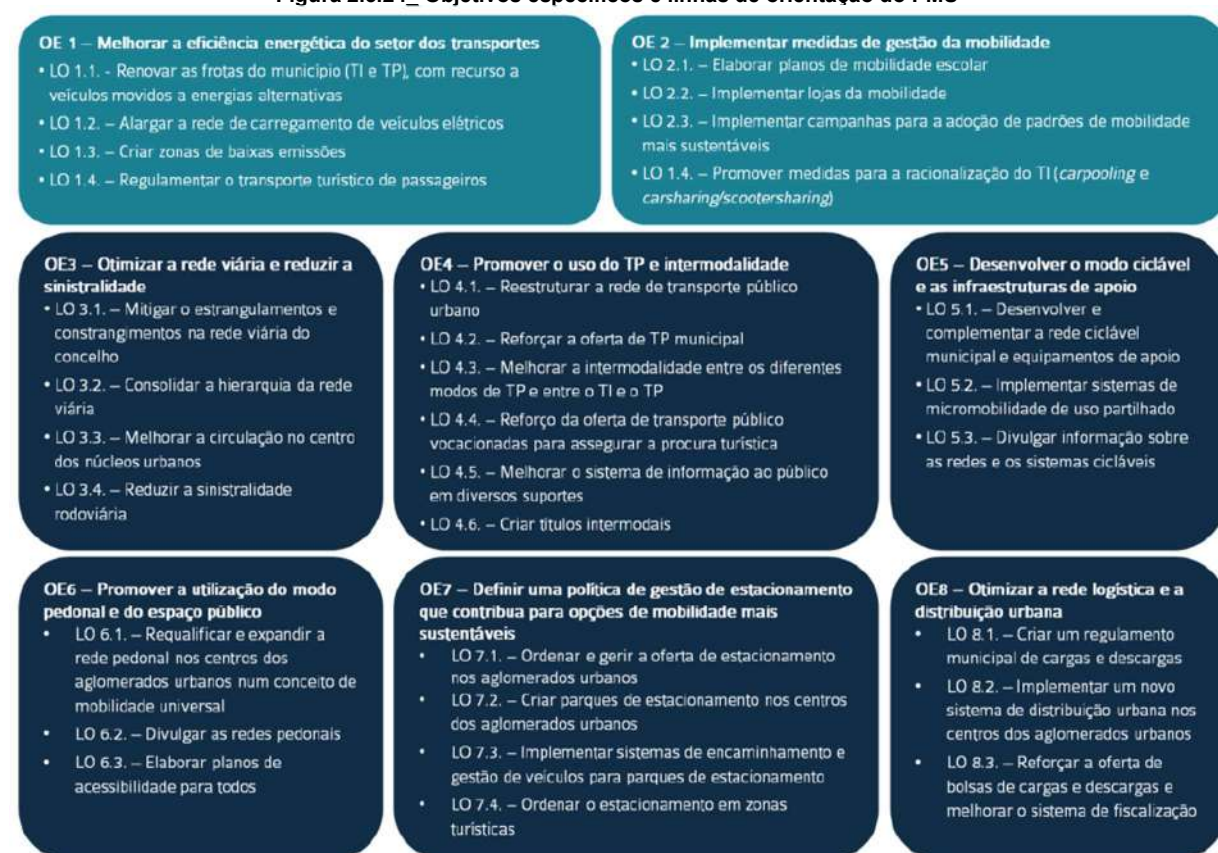 OE 1 – Melhorar a eficiência energética do setor dos transportes
• LO 1.1. - Renovar as frotas do município (TI e TP), com recurso a
veículos movidos a energias alternativas
• LO 1.2. – Alargar a rede de carregamento de veículos elétricos
• LO 1.3. – Criar zonas de baixas emissões
• LO 1.4. – Regulamentar o transporte turístico de passageiros
OE 2 – Implementar medidas de gestão da mobilidade
• LO 2.1. – Elaborar planos de mobilidade escolar
• LO 2.2. – Implementar lojas da mobilidade
• LO 2.3. – Implementar campanhas para a adoção de padrões de mobilidade
mais sustentáveis
• LO 1.4. – Promover medidas para a racionalização do TI (carpooling e
carsharing/scootersharing)
OE3 – Otimizar a rede viária e reduzir a
sinistralidade
• LO 3.1. – Mitigar o estrangulamentos e
constrangimentos na rede viária do
concelho
• LO 3.2. – Consolidar a hierarquia da rede
viária
• LO 3.3. – Melhorar a circulação no centro
dos núcleos urbanos
• LO 3.4. – Reduzir a sinistralidade
rodoviária
OE4 – Promover o uso do TP e intermodalidade
• LO 4.1. – Reestruturar a rede de transporte público
urbano
• LO 4.2. – Reforçar a oferta de TP municipal
• LO 4.3. – Melhorar a intermodalidade entre os diferentes
modos de TP e entre o TI e o TP
• LO 4.4. – Reforço da oferta de transporte público
vocacionadas para assegurar a procura turística
• LO 4.5. – Melhorar o sistema de informação ao público
em diversos suportes
• LO 4.6. – Criar títulos intermodais
OE5 – Desenvolver o modo ciclável
e as infraestruturas de apoio
• LO 5.1. – Desenvolver e
complementar a rede ciclável
municipal e equipamentos de apoio
• LO 5.2. – Implementar sistemas de
micromobilidade de uso partilhado
• LO 5.3. – Divulgar informação sobre
as redes e os sistemas cicláveis
OE6 – Promover a utilização do modo
pedonal e do espaço público
• LO 6.1. – Requalificar e expandir a
rede pedonal nos centros dos
aglomerados urbanos num conceito de
mobilidade universal
• LO 6.2. – Divulgar as redes pedonais
• LO 6.3. – Elaborar planos de
acessibilidade para todos
OE7 – Definir uma política de gestão de estacionamento
que contribua para opções de mobilidade mais
sustentáveis
• LO 7.1. – Ordenar e gerir a oferta de estacionamento
nos aglomerados urbanos
• LO 7.2. – Criar parques de estacionamento nos centros
dos aglomerados urbanos
• LO 7.3. – Implementar sistemas de encaminhamento e
gestão de veículos para parques de estacionamento
• LO 7.4. – Ordenar o estacionamento em zonas
turísticas
OE8 – Otimizar a rede logística e a
distribuição urbana
• LO 8.1. – Criar um regulamento
municipal de cargas e descargas
• LO 8.2. – Implementar um novo
sistema de distribuição urbana nos
centros dos aglomerados urbanos
• LO 8.3. – Reforçar a oferta de
bolsas de cargas e descargas e
melhorar o sistema de fiscalização